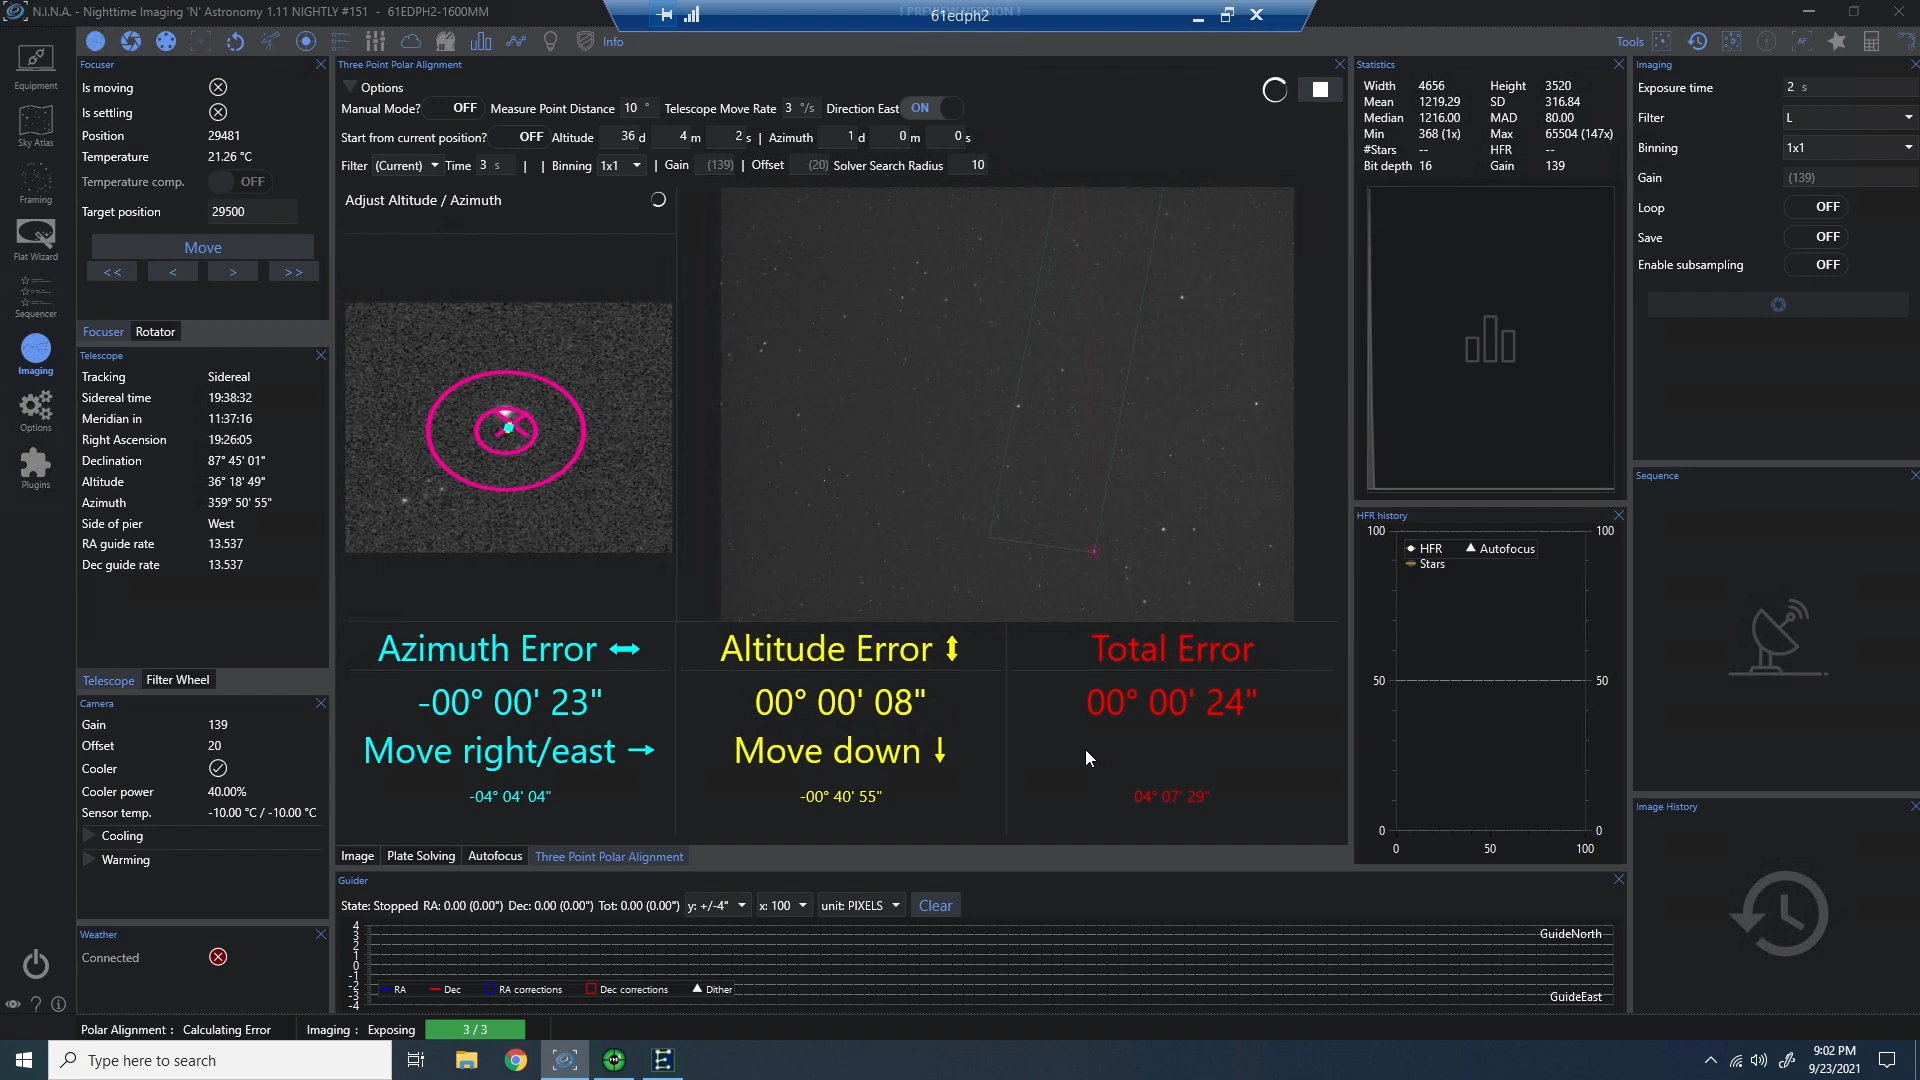 N.I.N.A. - Nighttime Imaging 'N' Astronomy 1.11 NIGHTLY #151 - 61EDPH2-1600MM
! PREVIEW VERSION !
61edph2
Info
Tools
Equipment
Sky Atlas
Framing
Flat Wizard
Sequencer
Imaging
Options
Plugins
Focuser
Is moving
Is settling
Position 29481
Temperature 21.26 °C
Temperature comp. OFF
Target position 29500
Move
<< < > >>
Focuser Rotator
Telescope
Tracking Sidereal
Sidereal time 19:38:32
Meridian in 11:37:16
Right Ascension 19:26:05
Declination 87° 45' 01"
Altitude 36° 18' 49"
Azimuth 359° 50' 55"
Side of pier West
RA guide rate 13.537
Dec guide rate 13.537
Telescope Filter Wheel
Camera
Gain 139
Offset 20
Cooler
Cooler power 40.00%
Sensor temp. -10.00 °C / -10.00 °C
Cooling
Warming
Weather
Connected
Three Point Polar Alignment
Options
Manual Mode? OFF Measure Point Distance 10 ° Telescope Move Rate 3 °/s Direction East ON
Start from current position? OFF Altitude 36 d 4 m 2 s | Azimuth 1 d 0 m 0 s
Filter (Current) Time 3 s | | Binning 1x1 | Gain (139) | Offset (20) Solver Search Radius 10
Adjust Altitude / Azimuth
Azimuth Error
-00° 00' 23"
Move right/east →
-04° 04' 04"
Altitude Error
00° 00' 08"
Move down ↓
-00° 40' 55"
Total Error
00° 00' 24"
04° 07' 29"
Image Plate Solving Autofocus Three Point Polar Alignment
Guider
State: Stopped RA: 0.00 (0.00") Dec: 0.00 (0.00") Tot: 0.00 (0.00") y: +/-4" x: 100 unit: PIXELS Clear
4
3
2
1
0
-1
-2
-3
-4
GuideNorth
RA Dec RA corrections Dec corrections Dither
GuideEast
Statistics
Width 4656 Height 3520
Mean 1219.29 SD 316.84
Median 1216.00 MAD 80.00
Min 368 (1x) Max 65504 (147x)
#Stars -- HFR --
Bit depth 16 Gain 139
HFR history
100 100
HFR Autofocus
Stars
50 50
0 0
0 50 100
Imaging
Exposure time 2 s
Filter L
Binning 1x1
Gain (139)
Loop OFF
Save OFF
Enable subsampling OFF
Sequence
Image History
Polar Alignment : Calculating Error Imaging : Exposing 3 / 3
Type here to search
9:02 PM
9/23/2021